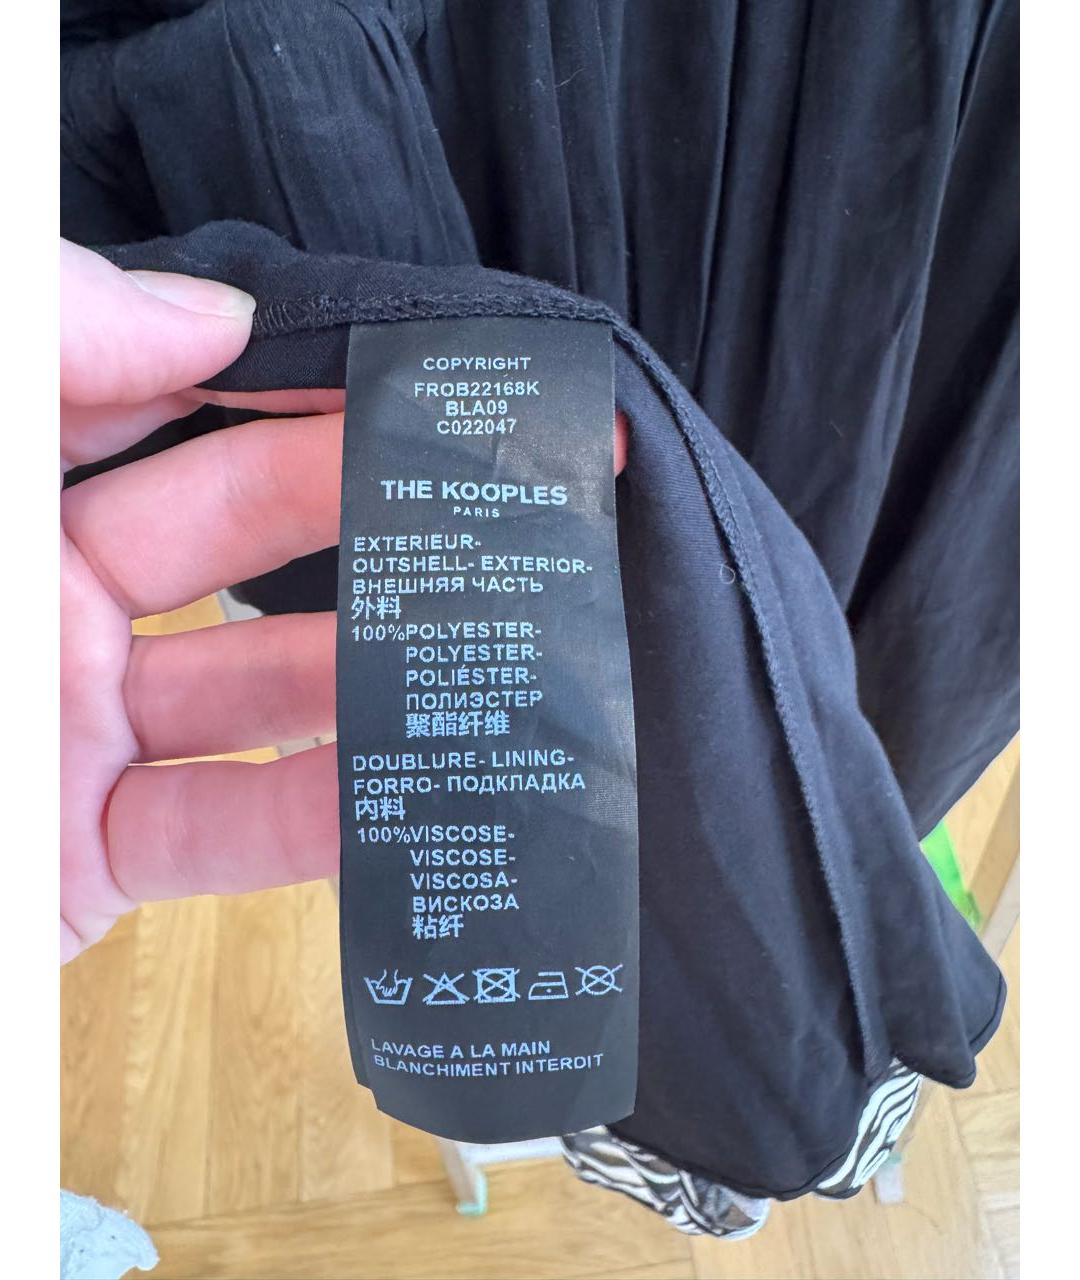 COPYRIGHT
FROB22168K
BLA09
C022047
THE KOOPLES
PARIS
EXTERIEUR-
OUTSHELL- EXTERIOR-
ВНЕШНЯЯ ЧАСТЬ
外料
100%POLYESTER-
POLYESTER-
POLIÉSTER-
ПОЛИЭСТЕР
聚酯纤维
DOUBLURE- LINING-
FORRO- ПОДКЛАДКА
内料
100%VISCOSE-
VISCOSE-
VISCOSA-
ВИСКОЗА
粘纤
LAVAGE A LA MAIN
BLANCHIMENT INTERDIT